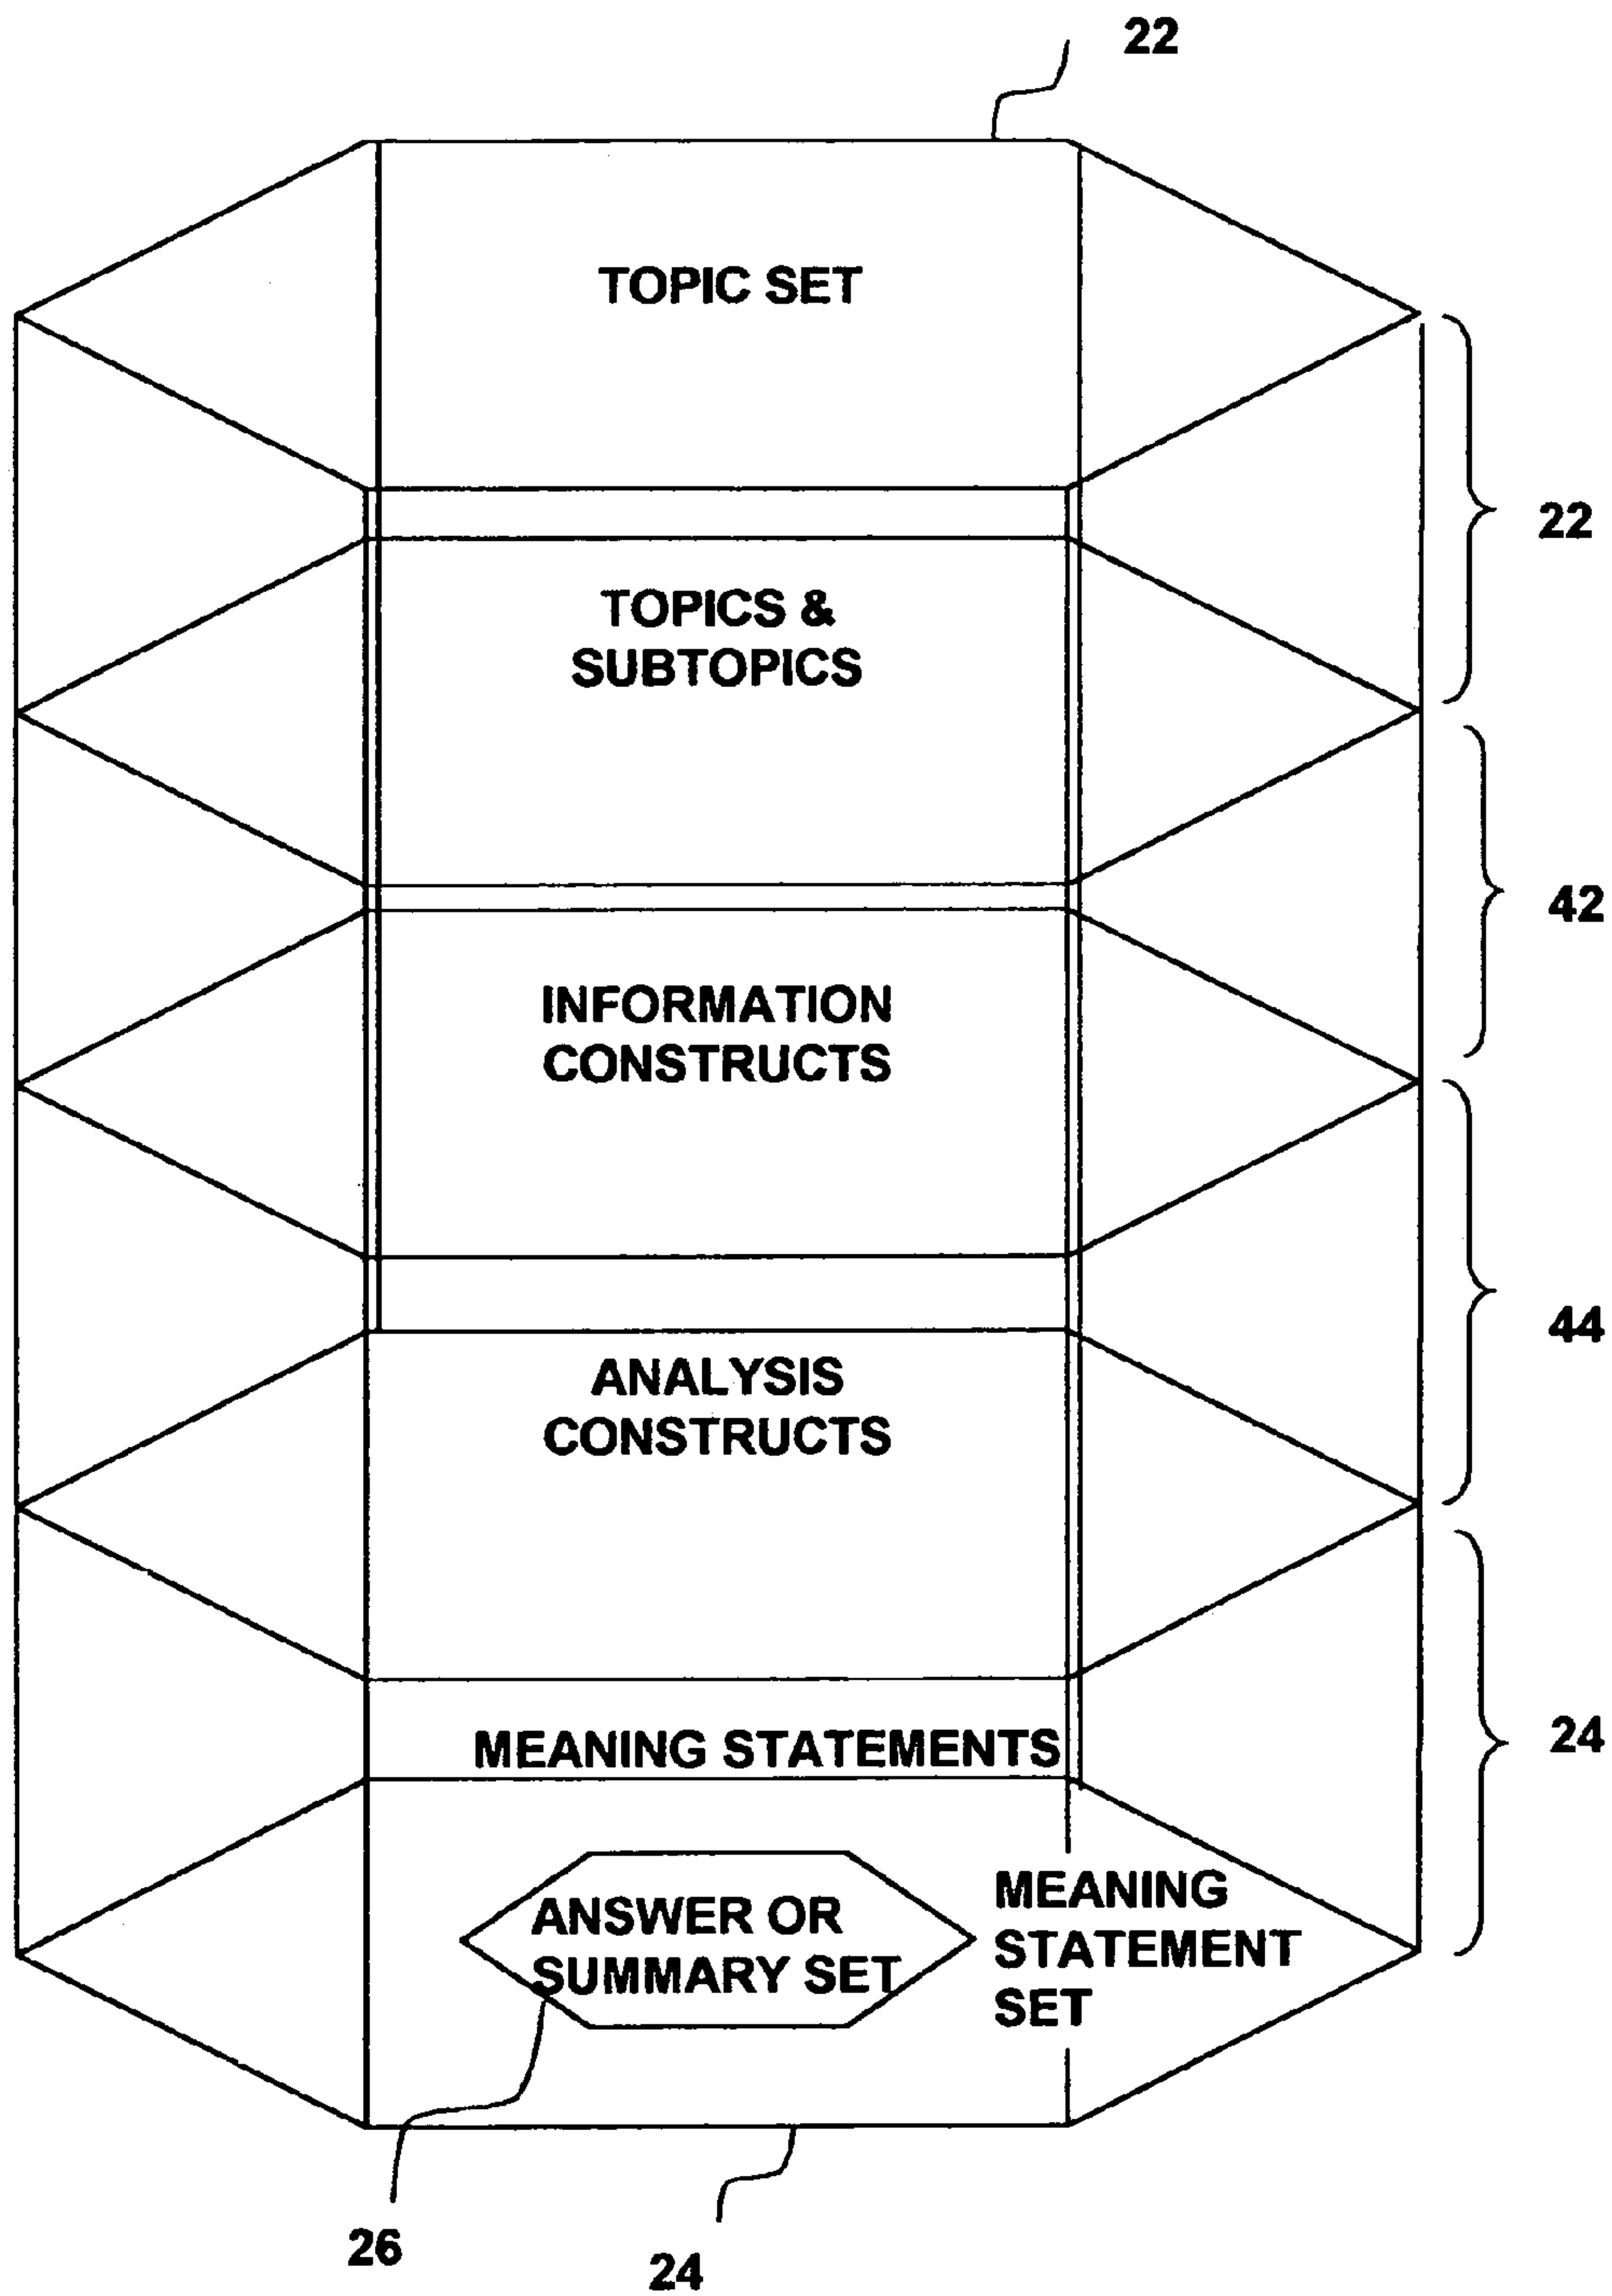 22
TOPIC SET
22
TOPICS &
SUBTOPICS
42
INFORMATION
CONSTRUCTS
44
ANALYSIS
CONSTRUCTS
24
MEANING STATEMENTS
ANSWER OR
SUMMARY SET
MEANING
STATEMENT
SET
26
24